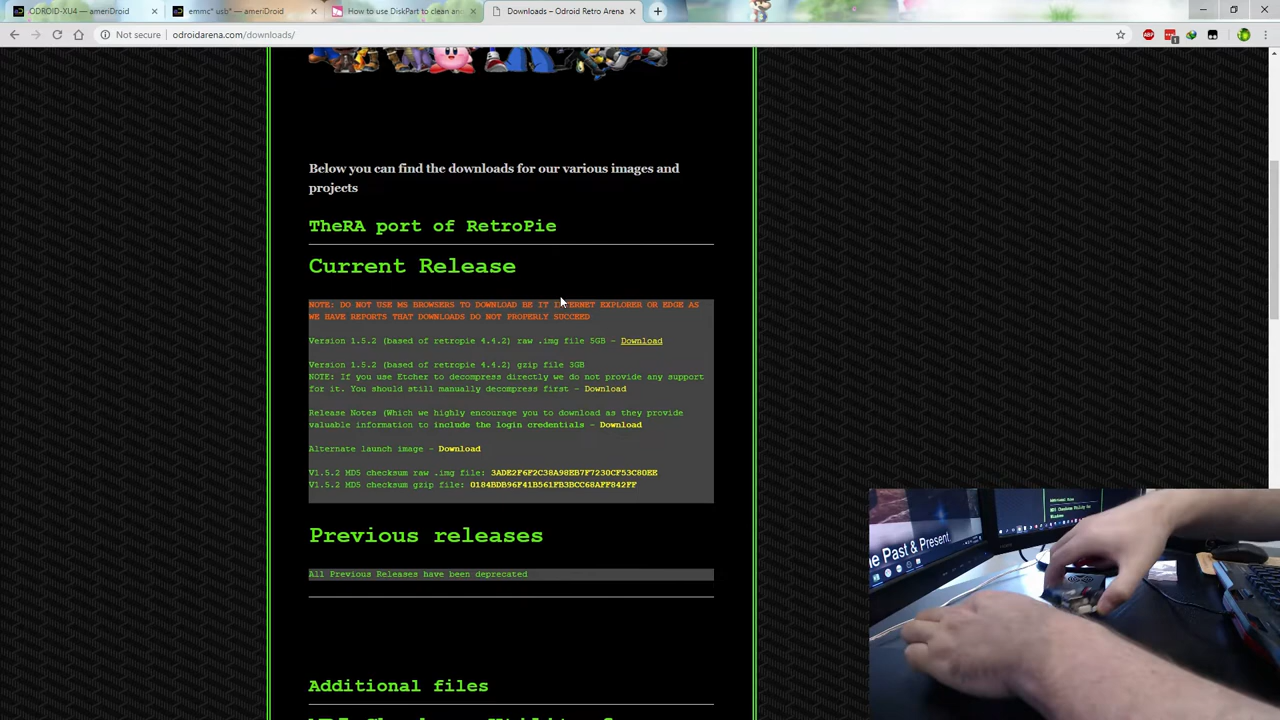 ODROID-XU4 — ameriDroid
emmc* usb* — ameriDroid
How to use DiskPart to clean an
Downloads – Odroid Retro Arena
Not secure
odroidarena.com/downloads/
ABP
1
Below you can find the downloads for our various images and
projects
TheRA port of RetroPie
Current Release
NOTE: DO NOT USE MS BROWSERS TO DOWNLOAD BE IT INTERNET EXPLORER OR EDGE AS
WE HAVE REPORTS THAT DOWNLOADS DO NOT PROPERLY SUCCEED
Version 1.5.2 (based of retropie 4.4.2) raw .img file 5GB – Download
Version 1.5.2 (based of retropie 4.4.2) gzip file 3GB
NOTE: If you use Etcher to decompress directly we do not provide any support
for it. You should still manually decompress first – Download
Release Notes (Which we highly encourage you to download as they provide
valuable information to include the login credentials – Download
Alternate launch image – Download
V1.5.2 MD5 checksum raw .img file: 3ADE2F6F2C38A98EB7F7230CF53C80EE
V1.5.2 MD5 checksum gzip file: 0184BDB96F41B561FB3BCC68AFF842FF
Previous releases
All Previous Releases have been deprecated
Additional files
he Past & Present.